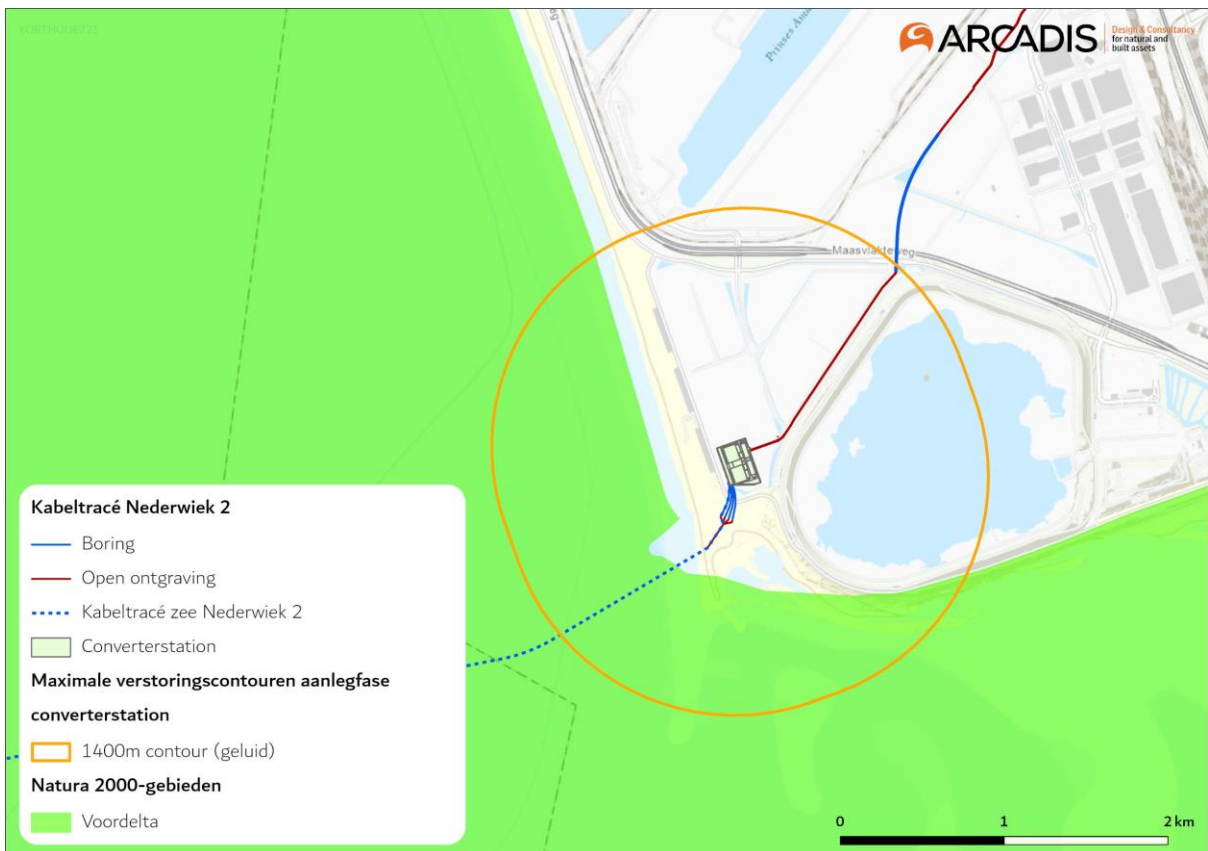 KORTHUIJ6221
ARCADIS
Design & Consultancy
for natural and
built assets
Prinses Ama
Maasvlakteweg
Kabeltracé Nederwiek 2
Boring
Open ontgraving
Kabeltracé zee Nederwiek 2
Converterstation
Maximale verstoringscontouren aanlegfase
converterstation
1400m contour (geluid)
Natura 2000-gebieden
Voordelta
0 1 2 km